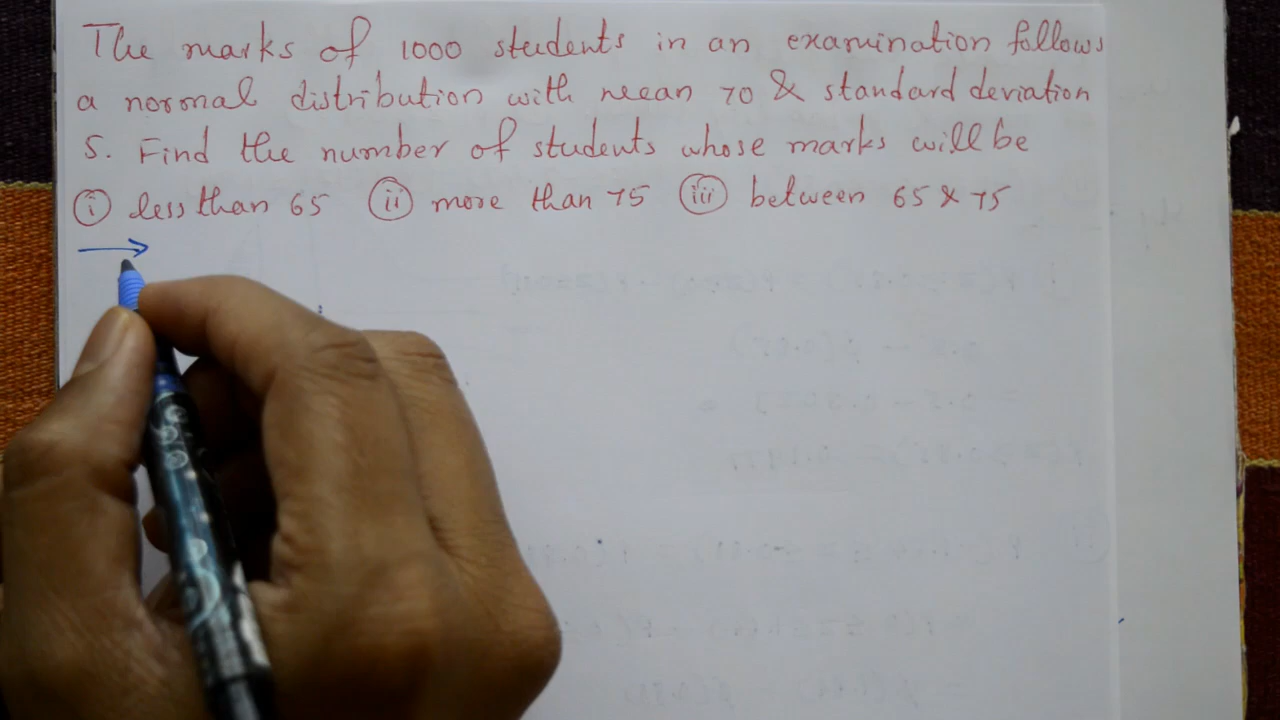 The marks of 1000 students in an examination follows
a normal distribution with mean 70 & standard deviation
5. Find the number of students whose marks will be
(i) less than 65 (ii) more than 75 (iii) between 65 & 75